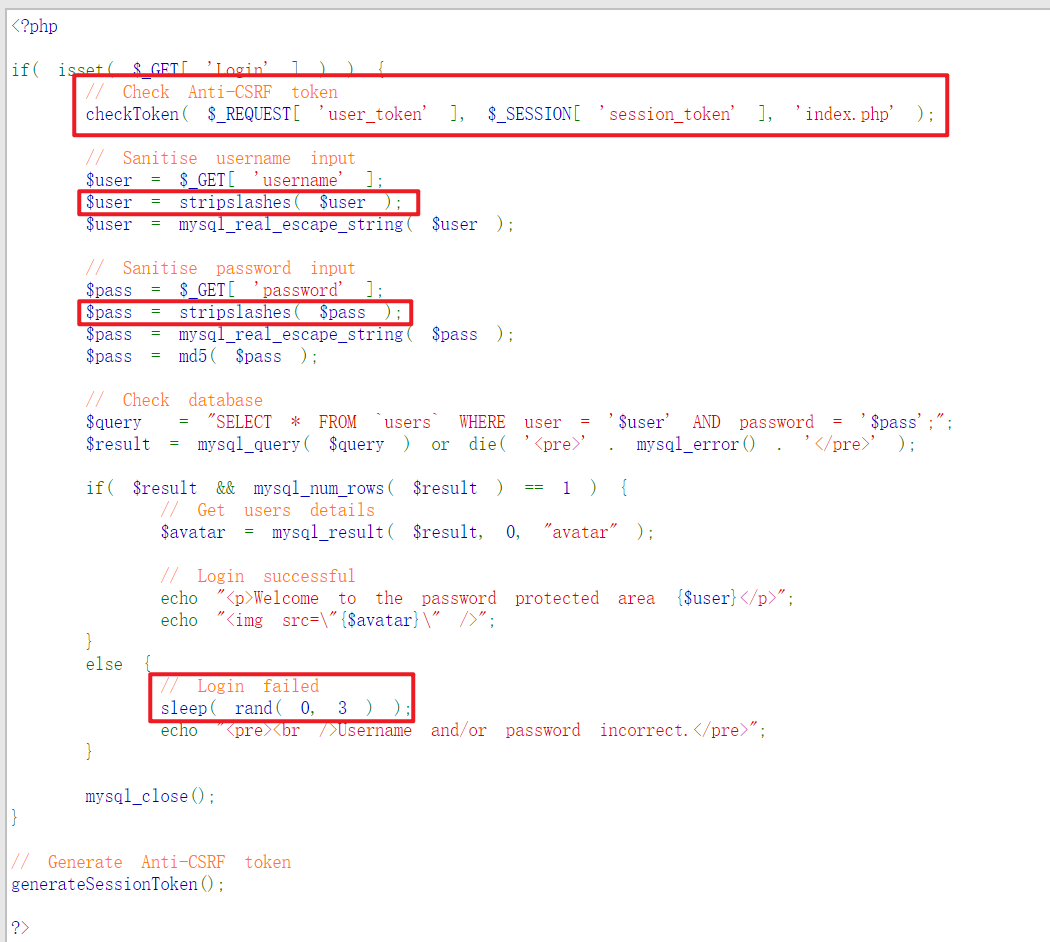 <?php
if( isset( $_GET[ 'Login' ] ) ) {
// Check Anti-CSRF token
checkToken( $_REQUEST[ 'user_token' ], $_SESSION[ 'session_token' ], 'index.php' );
// Sanitise username input
$user = $_GET[ 'username' ];
$user = stripslashes( $user );
$user = mysql_real_escape_string( $user );
// Sanitise password input
$pass = $_GET[ 'password' ];
$pass = stripslashes( $pass );
$pass = mysql_real_escape_string( $pass );
$pass = md5( $pass );
// Check database
$query = "SELECT * FROM `users` WHERE user = '$user' AND password = '$pass';";
$result = mysql_query( $query ) or die( '<pre>' . mysql_error() . '</pre>' );
if( $result && mysql_num_rows( $result ) == 1 ) {
// Get users details
$avatar = mysql_result( $result, 0, "avatar" );
// Login successful
echo "<p>Welcome to the password protected area {$user}</p>";
echo "<img src=\"{$avatar}\" />";
}
else {
// Login failed
sleep( rand( 0, 3 ) );
echo "<pre><br />Username and/or password incorrect.</pre>";
}
mysql_close();
}
// Generate Anti-CSRF token
generateSessionToken();
?>